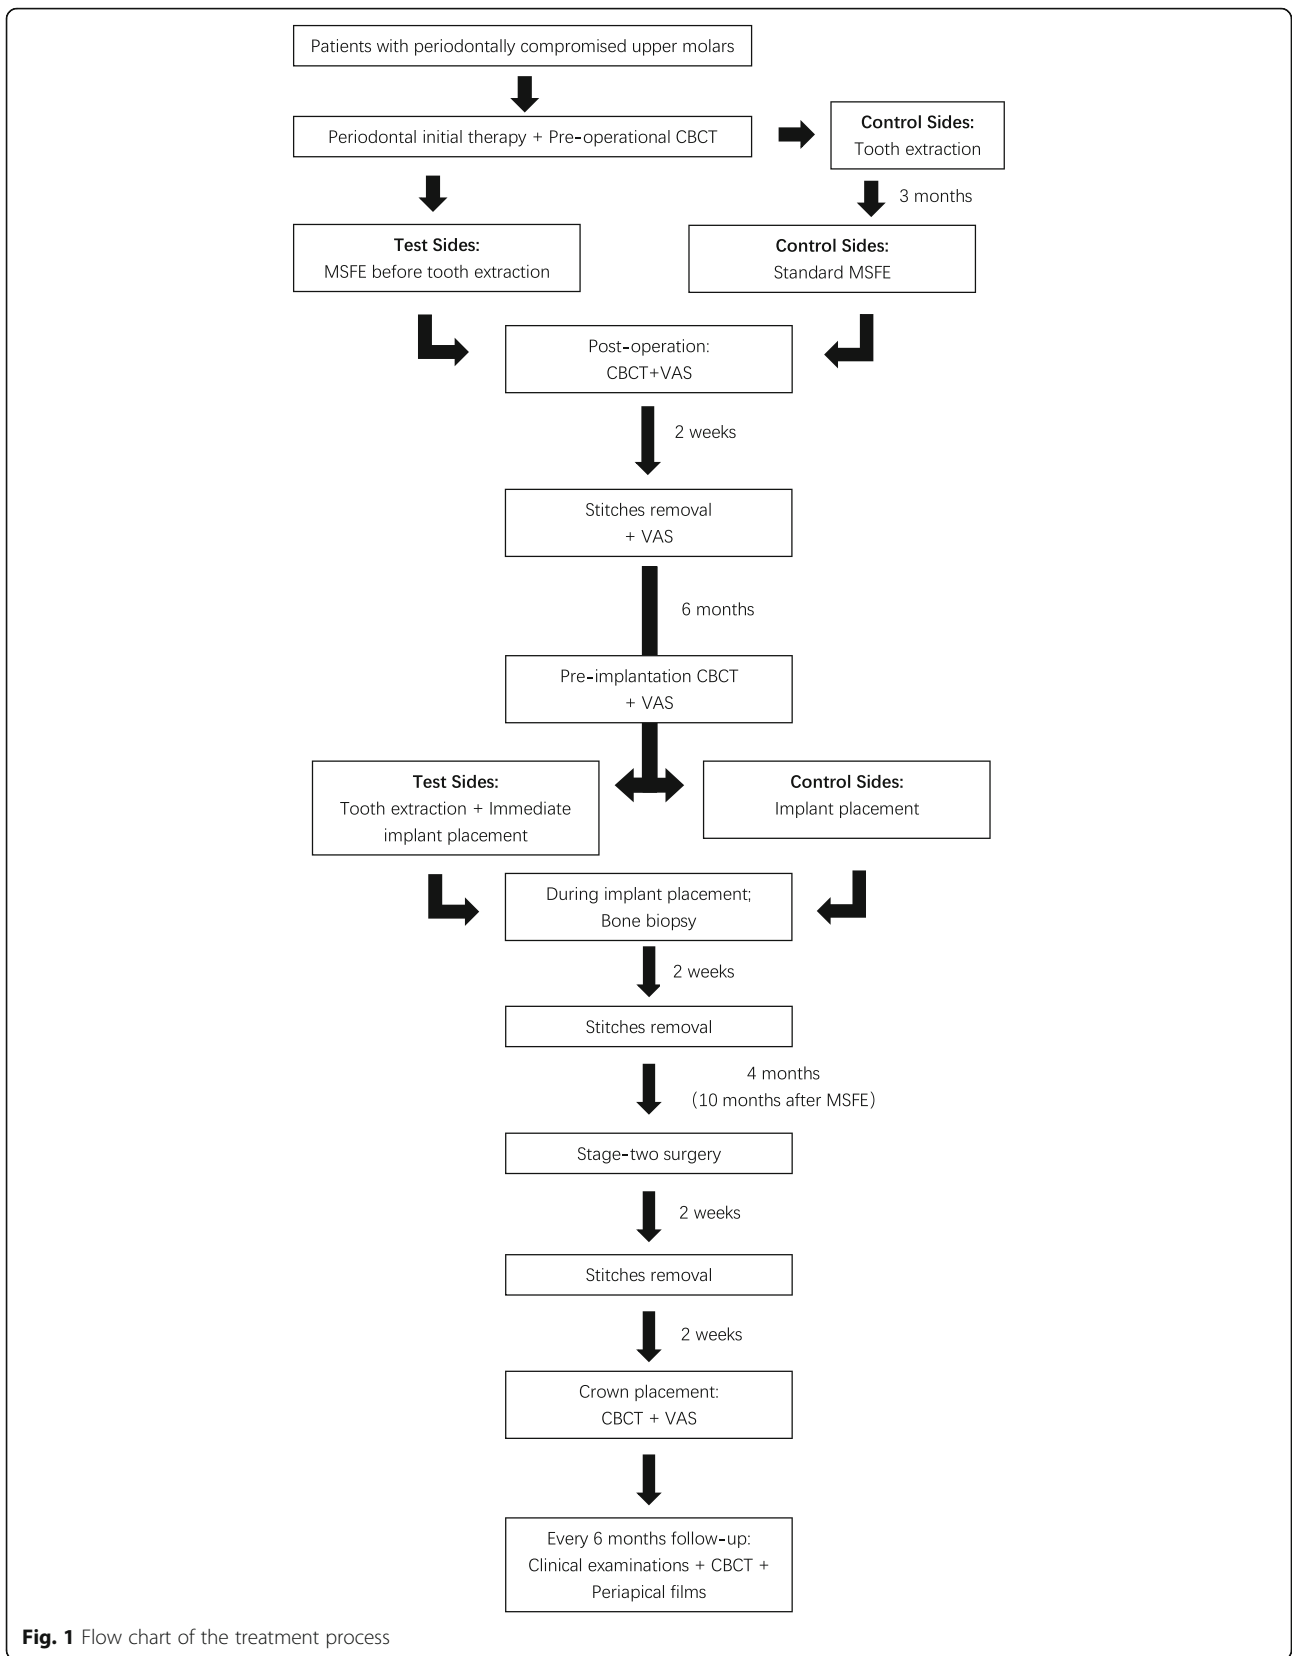 Patients with periodontally compromised upper molars
Periodontal initial therapy + Pre-operational CBCT
Control Sides:
Tooth extraction
3 months
Test Sides:
MSFE before tooth extraction
Control Sides:
Standard MSFE
Post-operation:
CBCT+VAS
2 weeks
Stitches removal
+ VAS
6 months
Pre-implantation CBCT
+ VAS
Test Sides:
Tooth extraction + Immediate
implant placement
Control Sides:
Implant placement
During implant placement;
Bone biopsy
2 weeks
Stitches removal
4 months
(10 months after MSFE)
Stage-two surgery
2 weeks
Stitches removal
2 weeks
Crown placement:
CBCT + VAS
Every 6 months follow-up:
Clinical examinations + CBCT +
Periapical films
Fig. 1 Flow chart of the treatment process